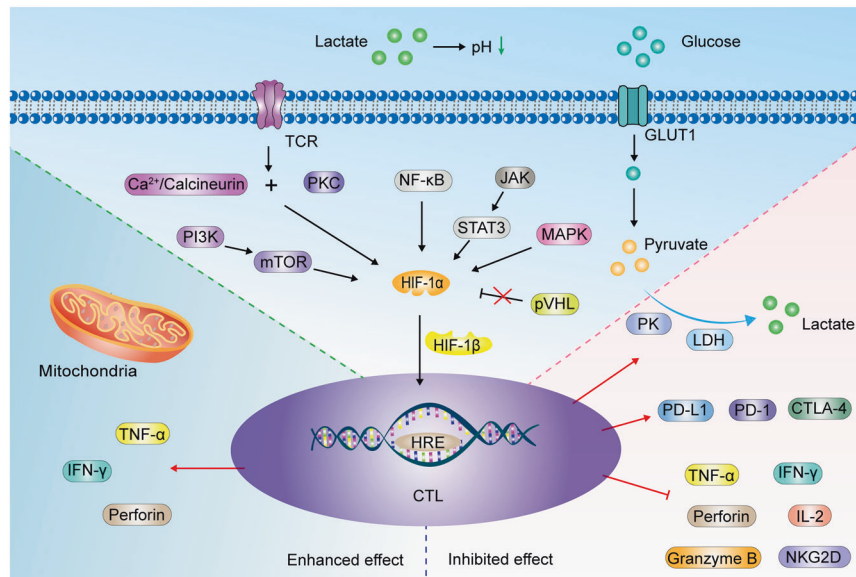 Lactate
pH
Glucose
TCR
GLUT1
Ca²⁺/Calcineurin
+
PKC
NF-κB
JAK
STAT3
MAPK
PI3K
mTOR
HIF-1α
pVHL
Pyruvate
PK
LDH
Lactate
HIF-1β
Mitochondria
PD-L1
PD-1
CTLA-4
TNF-α
IFN-γ
Perforin
HRE
CTL
TNF-α
IFN-γ
Perforin
IL-2
Granzyme B
NKG2D
Enhanced effect
Inhibited effect